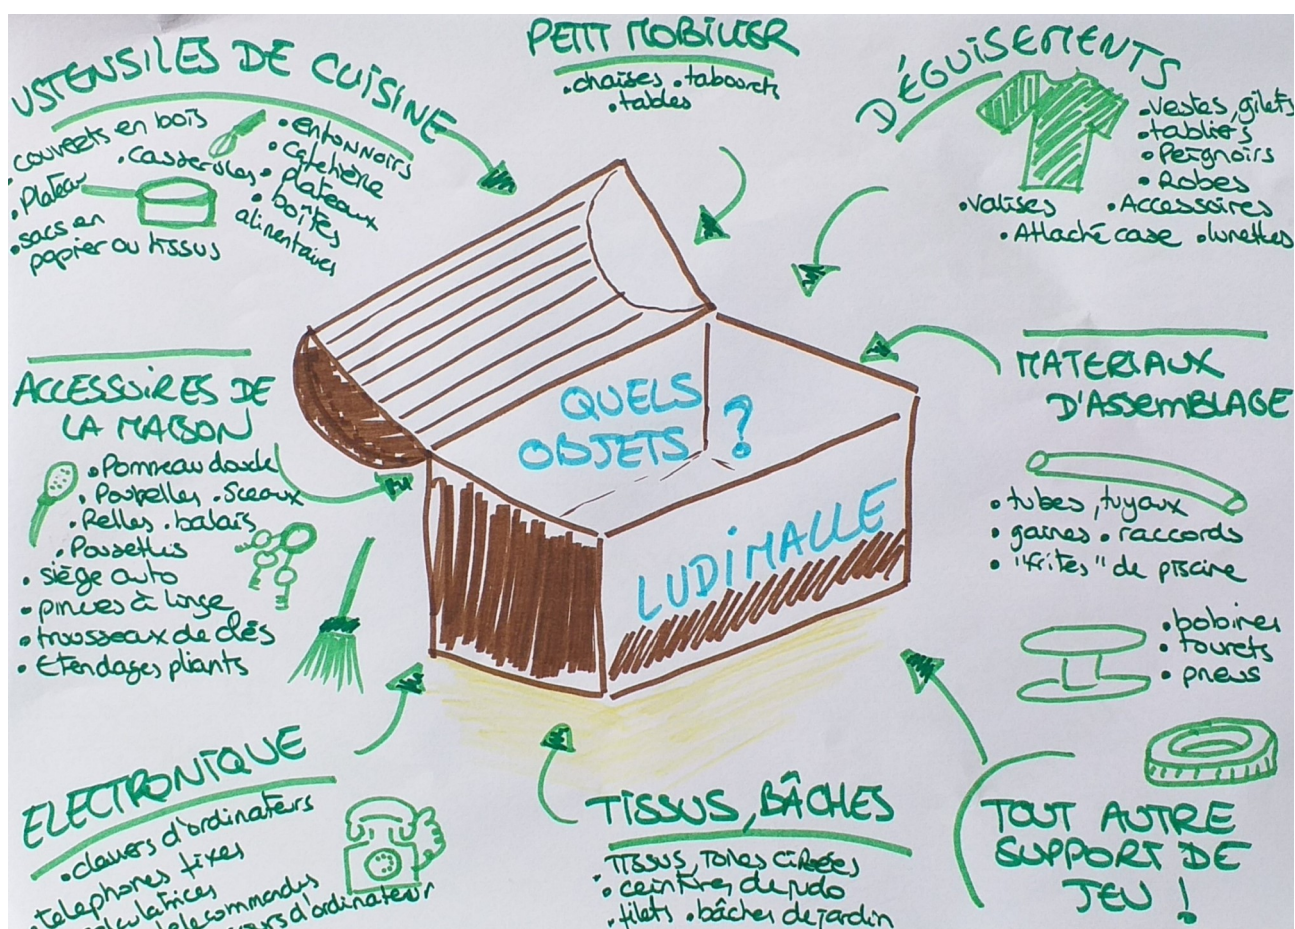 USTENSILES DE CUISINE
couverts en bois
• Casseroles
• Plateau
• sacs en
papier ou tissus
• entonnoirs
• Cafetière
• plateaux
• boîtes
alimentaires
PETIT MOBILIER
• chaises • tabourets
• tables
DÉGUISEMENTS
• vestes, gilets
• tabliers
• Peignoirs
• Robes
• valises • Accessoires
• Attaché case • lunettes
ACCESSOIRES DE
LA MAISON
• Pommeau douche
• Poubelles • Sceaux
• Pelles • balais
• Poussettes
• siège auto
• pinces à linge
• trousseaux de clés
• Etendages pliants
QUELS
OBJETS ?
LUDIMALLE
MATERIAUX
D'ASSEMBLAGE
• tubes, tuyaux
• gaines • raccords
• "frites" de piscine
• bobines
• tourets
• pneus
ELECTRONIQUE
• claviers d'ordinateurs
• telephones fixes
calculatrices
telecommandes
d'ordinateur
TISSUS, BÂCHES
TISSUS, Toiles cirées
• ceintures de judo
• filets • bâches de jardin
TOUT AUTRE
SUPPORT DE
JEU !